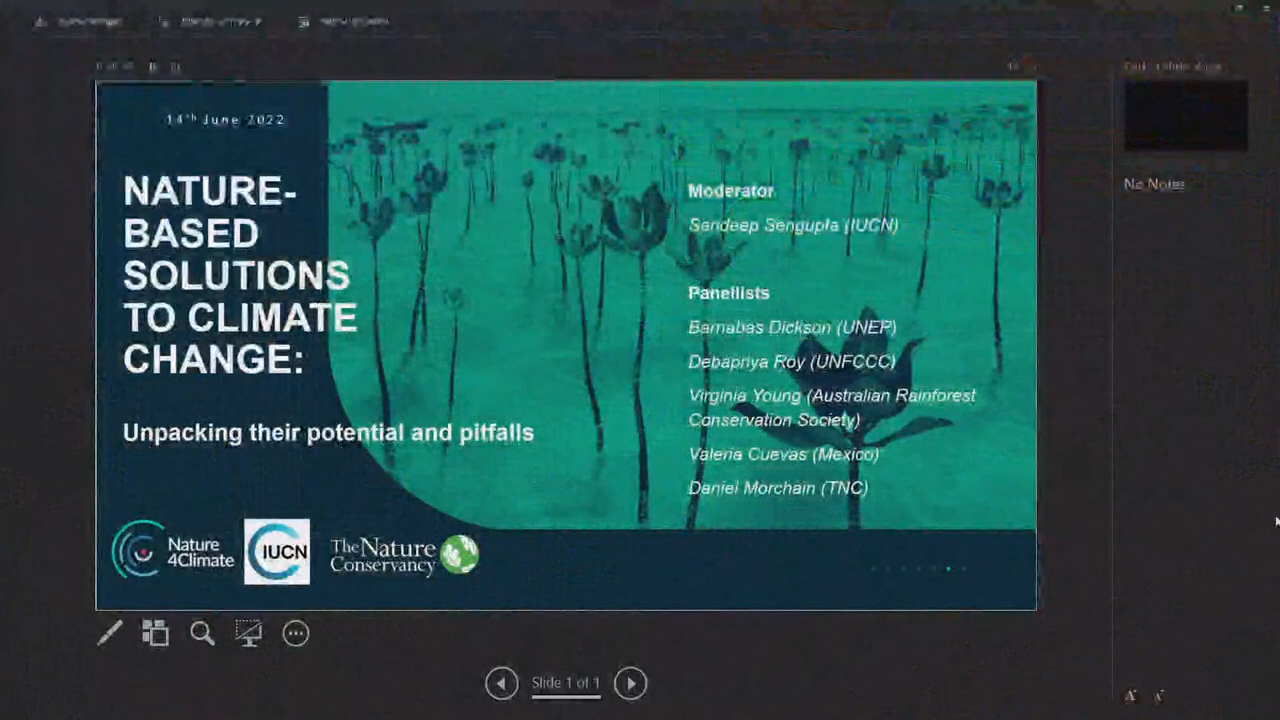 14th June 2022
NATURE-
BASED
SOLUTIONS
TO CLIMATE
CHANGE:
Unpacking their potential and pitfalls
Moderator
Sandeep Sengupta (IUCN)
Panellists
Barnabas Dickson (UNEP)
Debapriya Roy (UNFCCC)
Virginia Young (Australian Rainforest
Conservation Society)
Valeria Cuevas (Mexico)
Daniel Morchain (TNC)
Nature
4Climate
IUCN
The Nature
Conservancy
No Notes
Slide 1 of 1